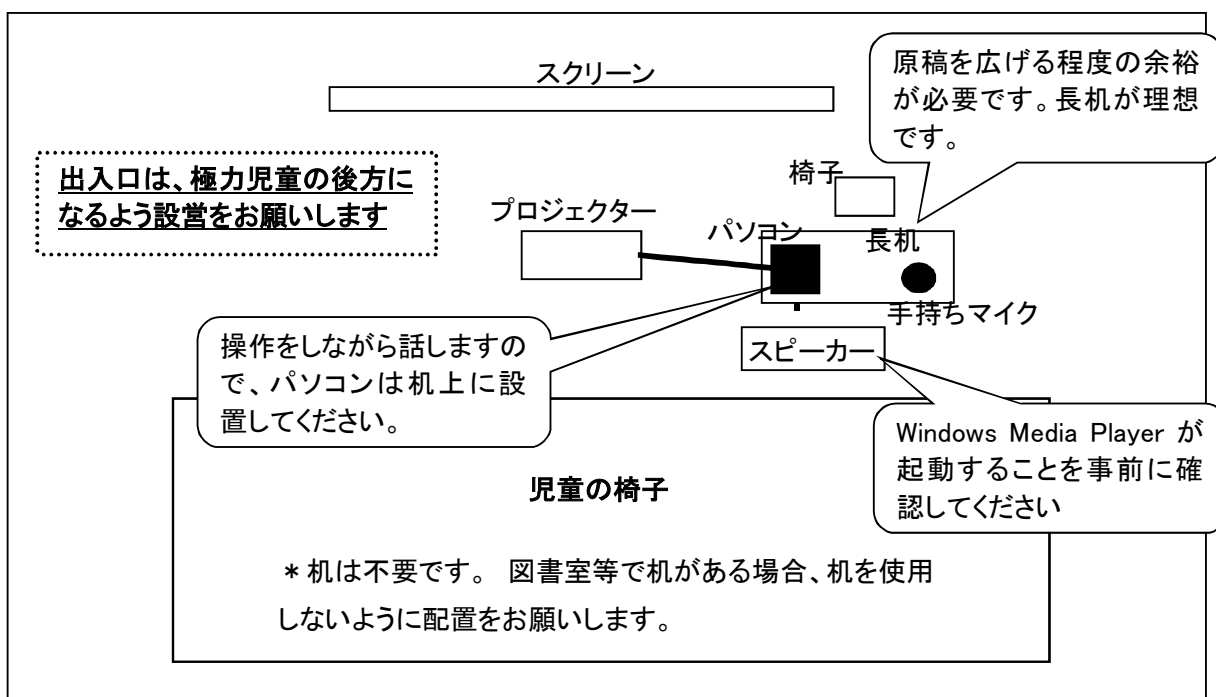 スクリーン
原稿を広げる程度の余裕
が必要です。長机が理想
です。
出入口は、極力児童の後方に
なるよう設営をお願いします
椅子
プロジェクター
パソコン
長机
手持ちマイク
スピーカー
操作をしながら話しますの
で、パソコンは机上に設
置してください。
Windows Media Player が
起動することを事前に確
認してください
児童の椅子
＊机は不要です。 図書室等で机がある場合、机を使用
しないように配置をお願いします。